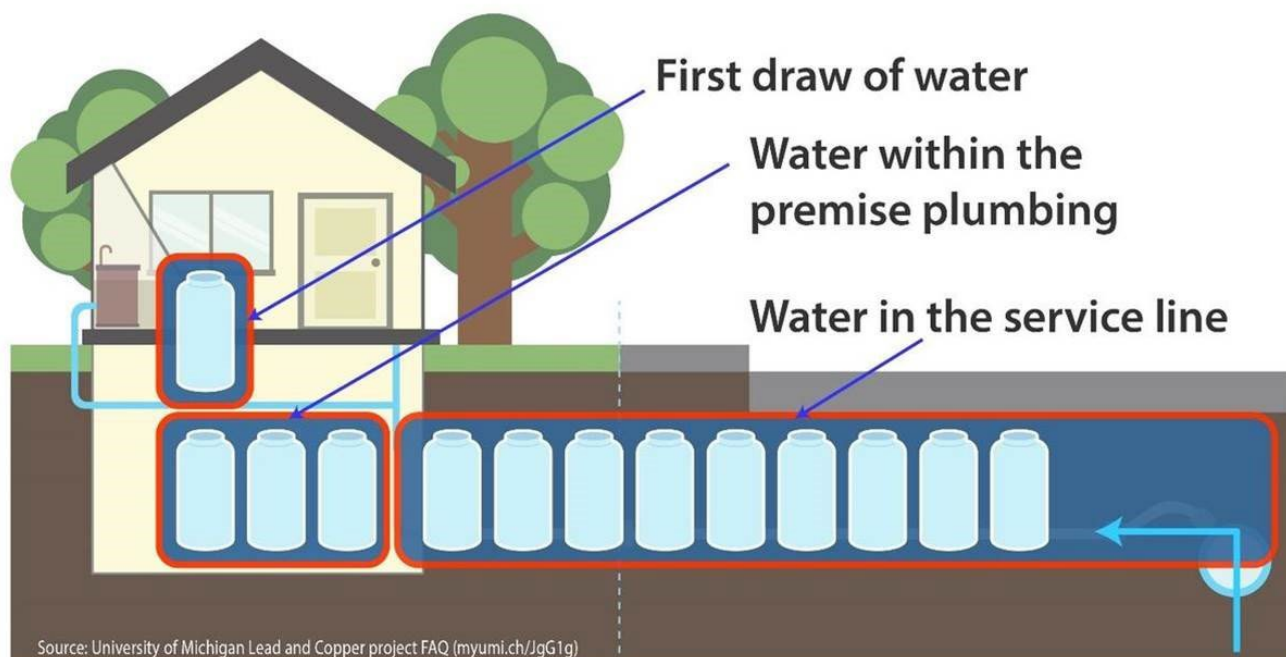 First draw of water
Water within the
premise plumbing
Water in the service line
Source: University of Michigan Lead and Copper project FAQ (myumi.ch/JgG1g)